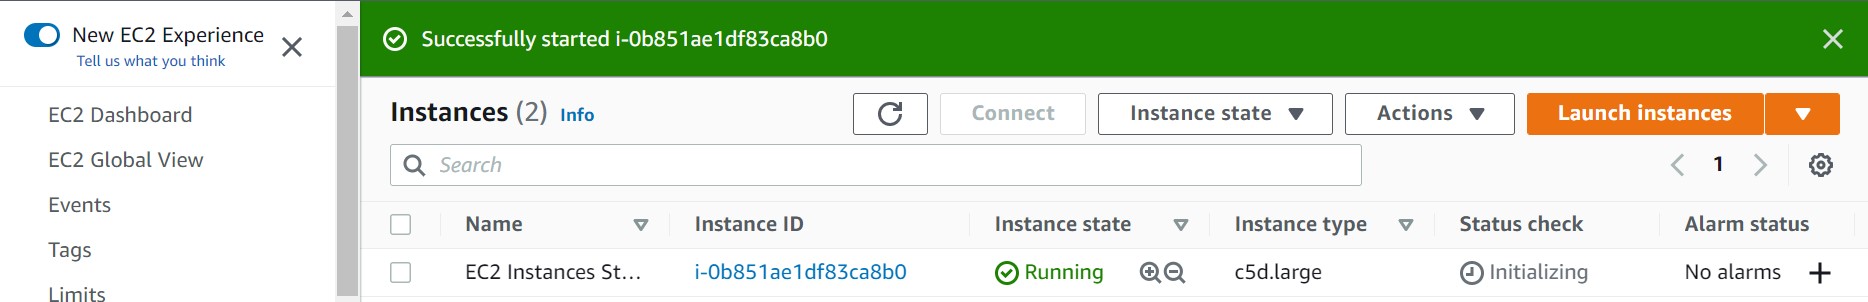 New EC2 Experience
Tell us what you think
EC2 Dashboard
EC2 Global View
Events
Tags
Limits
Successfully started i-0b851ae1df83ca8b0
Instances (2) Info
Connect
Instance state
Actions
Launch instances
Search
1
Name Instance ID Instance state Instance type Status check Alarm status
EC2 Instances St... i-0b851ae1df83ca8b0 Running c5d.large Initializing No alarms +